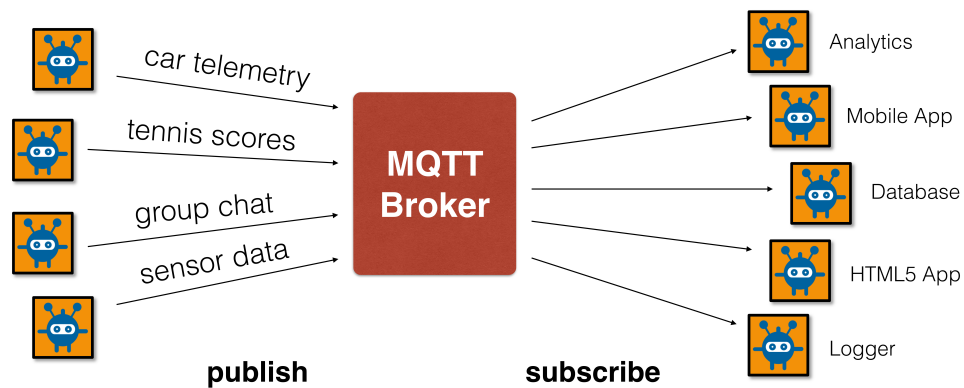 car telemetry
tennis scores
group chat
sensor data
MQTT
Broker
Analytics
Mobile App
Database
HTML5 App
Logger
publish
subscribe